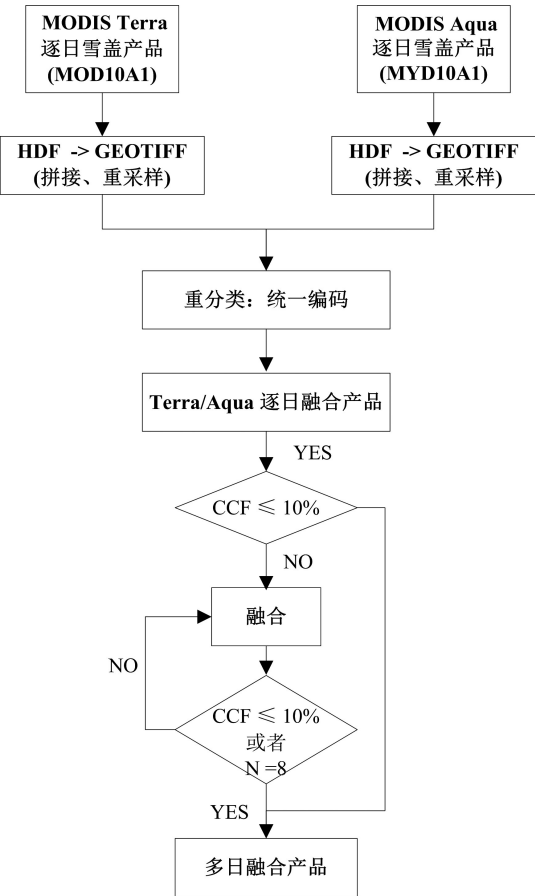 MODIS Terra
逐日雪盖产品
(MOD10A1)
MODIS Aqua
逐日雪盖产品
(MYD10A1)
HDF -> GEOTIFF
(拼接、重采样)
HDF -> GEOTIFF
(拼接、重采样)
重分类：统一编码
Terra/Aqua 逐日融合产品
YES
CCF ≤ 10%
NO
融合
NO
CCF ≤ 10%
或者
N =8
YES
多日融合产品